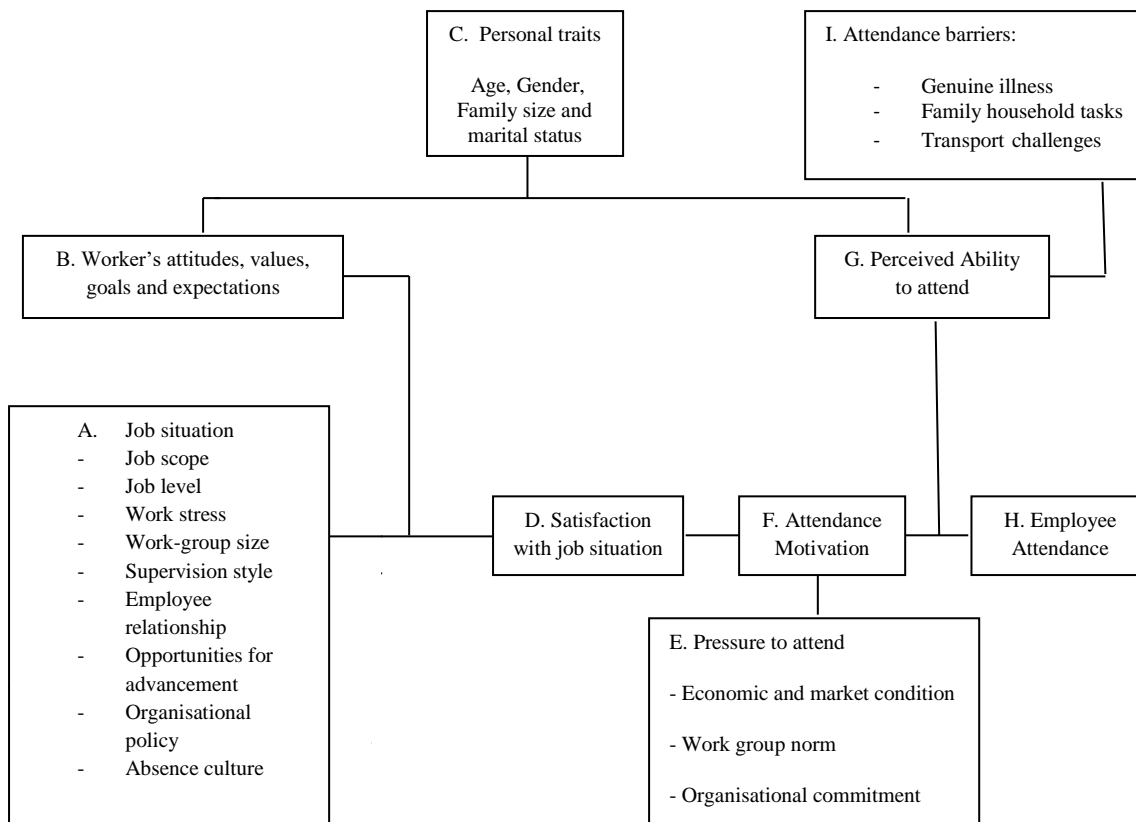 C. Personal traits
Age, Gender,
Family size and
marital status
I. Attendance barriers:
- Genuine illness
- Family household tasks
- Transport challenges
B. Worker's attitudes, values,
goals and expectations
G. Perceived Ability
to attend
A. Job situation
- Job scope
- Job level
- Work stress
- Work-group size
- Supervision style
- Employee
relationship
- Opportunities for
advancement
- Organisational
policy
- Absence culture
D. Satisfaction
with job situation
F. Attendance
Motivation
H. Employee
Attendance
E. Pressure to attend
- Economic and market condition
- Work group norm
- Organisational commitment